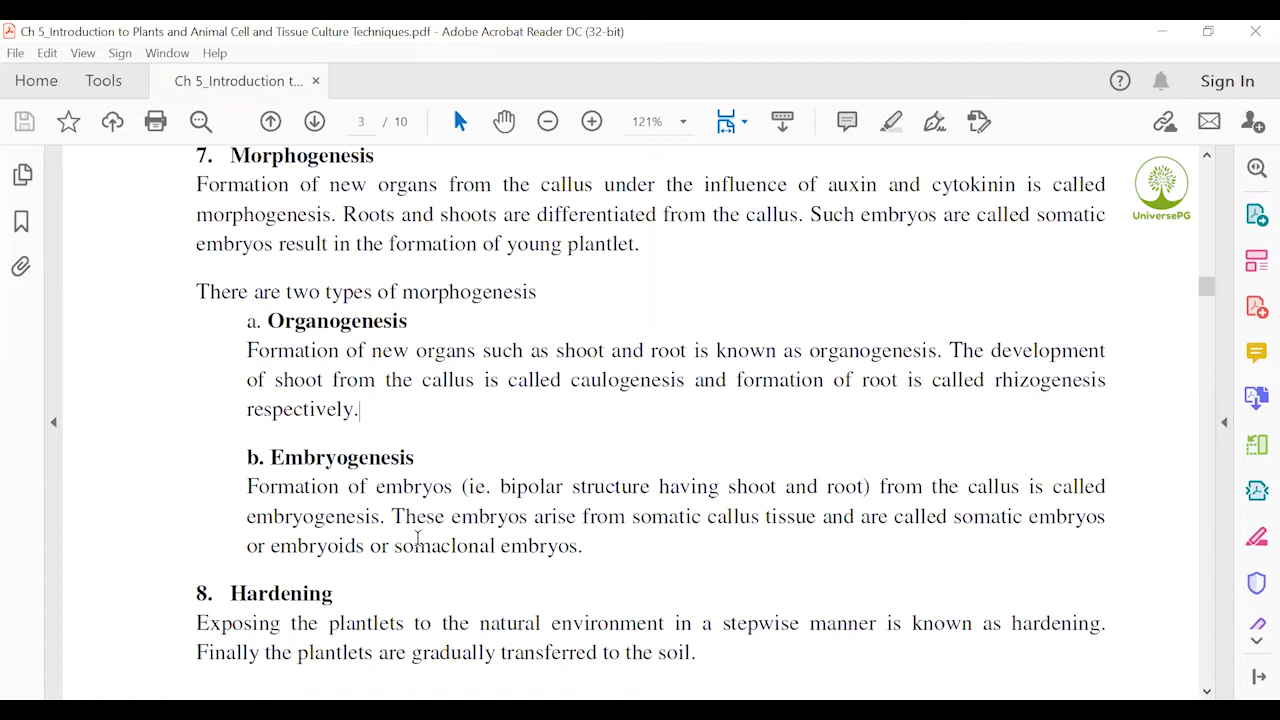 Ch 5_Introduction to Plants and Animal Cell and Tissue Culture Techniques.pdf - Adobe Acrobat Reader DC (32-bit)
File Edit View Sign Window Help
Home Tools Ch 5_Introduction t... × Sign In
3 / 10 121%
7. Morphogenesis
Formation of new organs from the callus under the influence of auxin and cytokinin is called
morphogenesis. Roots and shoots are differentiated from the callus. Such embryos are called somatic
embryos result in the formation of young plantlet.
UniversePG
There are two types of morphogenesis
a. Organogenesis
Formation of new organs such as shoot and root is known as organogenesis. The development
of shoot from the callus is called caulogenesis and formation of root is called rhizogenesis
respectively.
b. Embryogenesis
Formation of embryos (ie. bipolar structure having shoot and root) from the callus is called
embryogenesis. These embryos arise from somatic callus tissue and are called somatic embryos
or embryoids or somaclonal embryos.
8. Hardening
Exposing the plantlets to the natural environment in a stepwise manner is known as hardening.
Finally the plantlets are gradually transferred to the soil.